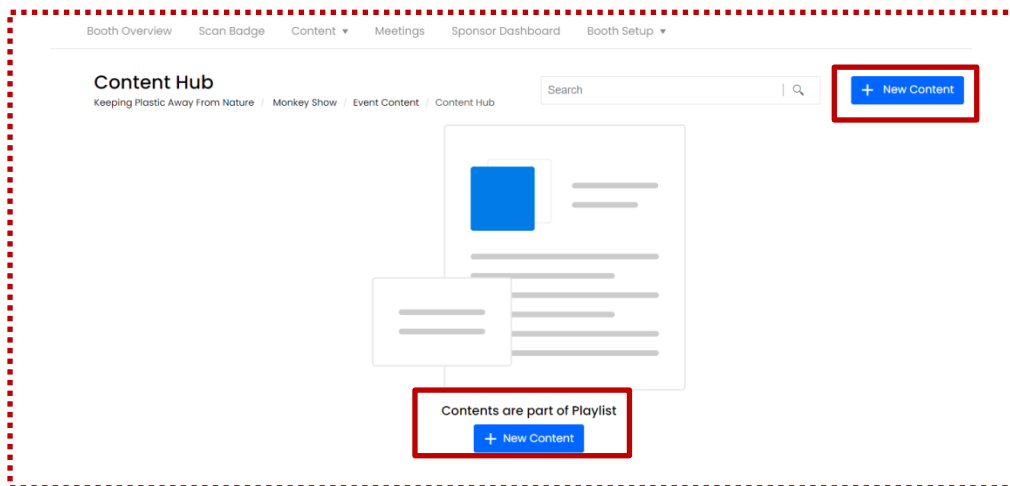 Booth Overview Scan Badge Content ▼ Meetings Sponsor Dashboard Booth Setup ▼
Content Hub
Search
+ New Content
Keeping Plastic Away From Nature / Monkey Show / Event Content / Content Hub
Contents are part of Playlist
+ New Content